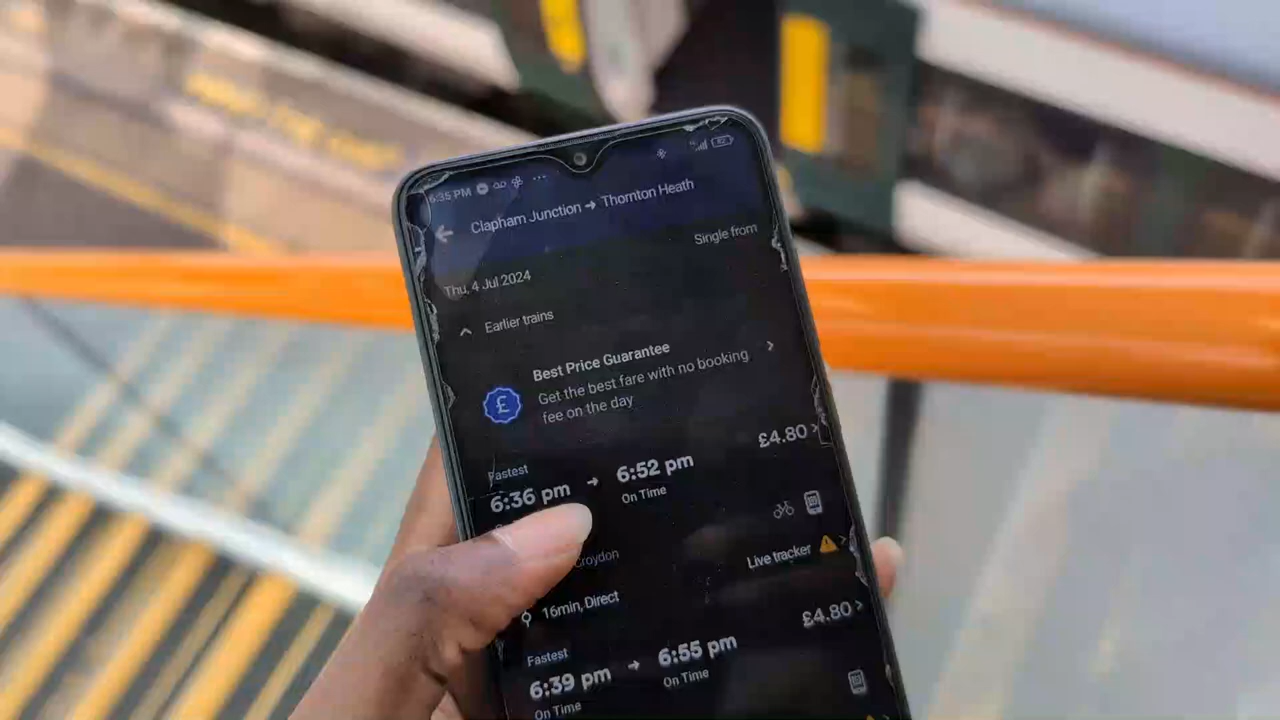 6:35 PM
82
Clapham Junction → Thornton Heath
Single from
Thu, 4 Jul 2024
Earlier trains
Best Price Guarantee
£
Get the best fare with no booking
fee on the day
£4.80
Fastest
6:36 pm → 6:52 pm
On Time
Croydon
Live tracker
16min, Direct
£4.80
Fastest
6:39 pm → 6:55 pm
On Time
On Time